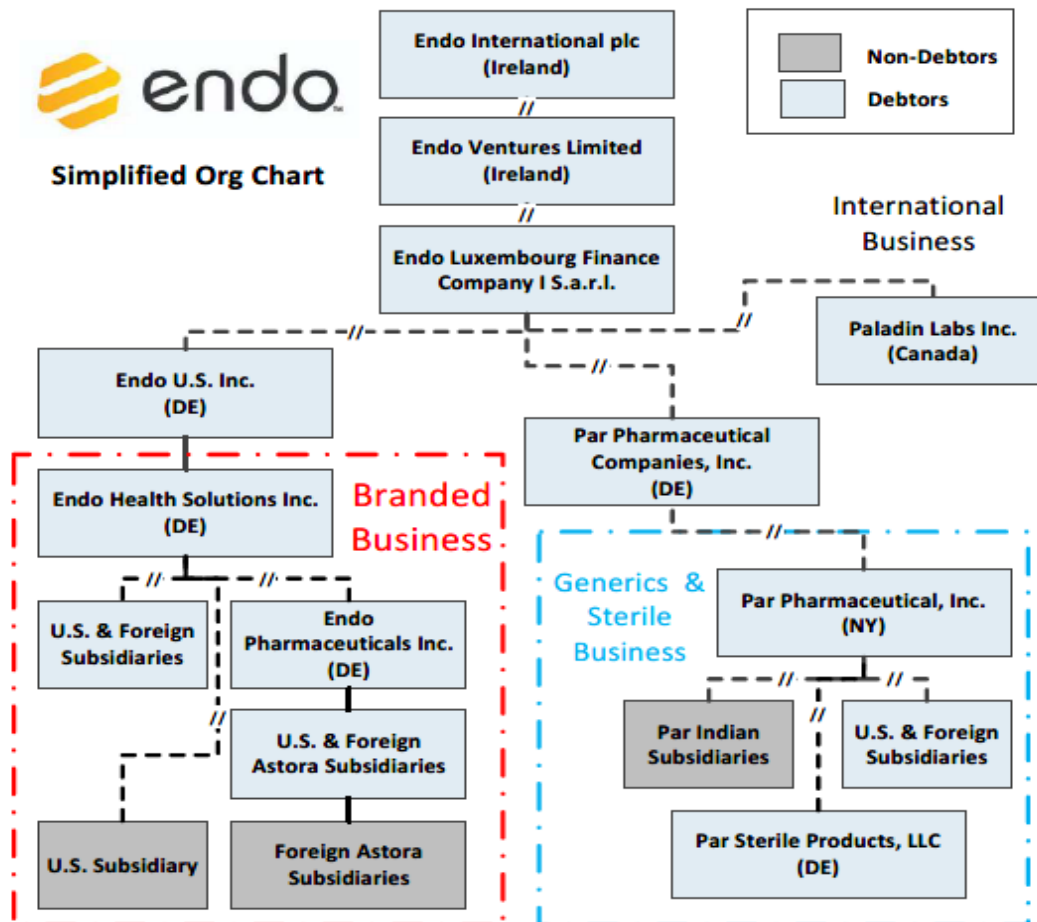 endo
Simplified Org Chart
Endo International plc
(Ireland)
Non-Debtors
Debtors
//
Endo Ventures Limited
(Ireland)
//
International
Business
Endo Luxembourg Finance
Company I S.a.r.l.
//
//
//
Paladin Labs Inc.
(Canada)
Endo U.S. Inc.
(DE)
Par Pharmaceutical
Companies, Inc.
(DE)
Branded
Business
Endo Health Solutions Inc.
(DE)
//
//
//
U.S. & Foreign
Subsidiaries
Endo
Pharmaceuticals Inc.
(DE)
//
U.S. & Foreign
Astora Subsidiaries
U.S. Subsidiary
Foreign Astora
Subsidiaries
Generics &
Sterile
Business
Par Pharmaceutical, Inc.
(NY)
//
//
//
Par Indian
Subsidiaries
U.S. & Foreign
Subsidiaries
Par Sterile Products, LLC
(DE)